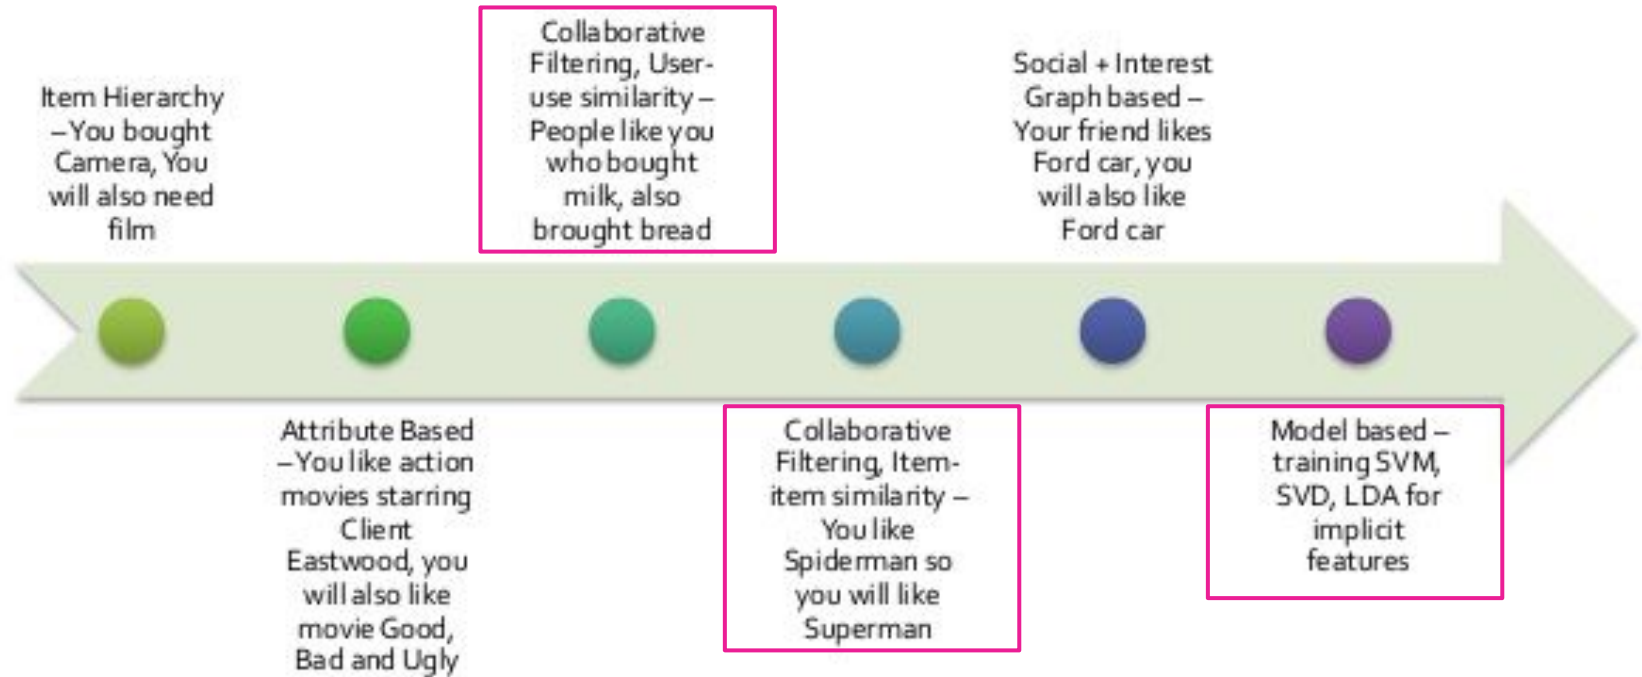 Item Hierarchy
–You bought
Camera, You
will also need
film
Attribute Based
–You like action
movies starring
Client
Eastwood, you
will also like
movie Good,
Bad and Ugly
Collaborative
Filtering, User-
use similarity –
People like you
who bought
milk, also
brought bread
Collaborative
Filtering, Item-
item similarity –
You like
Spiderman so
you will like
Superman
Social + Interest
Graph based –
Your friend likes
Ford car, you
will also like
Ford car
Model based –
training SVM,
SVD, LDA for
implicit
features